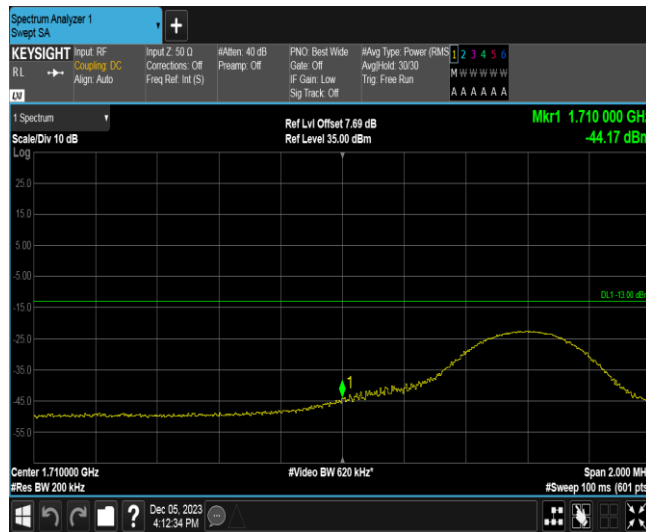 Spectrum Analyzer 1
Swept SA
+
KEYSIGHT
RL
LXI
Input: RF
Coupling: DC
Align: Auto
Input Z: 50 Ω
Corrections: Off
Freq Ref: Int (S)
#Atten: 40 dB
Preamp: Off
PNO: Best Wide
Gate: Off
IF Gain: Low
Sig Track: Off
#Avg Type: Power (RMS
Avg|Hold: 30/30
Trig: Free Run
1 2 3 4 5 6
M W W W W W
A A A A A A
1 Spectrum
Scale/Div 10 dB
Log
Ref Lvl Offset 7.69 dB
Ref Level 35.00 dBm
Mkr1 1.710 000 GHz
-44.17 dBm
25.0
15.0
5.00
-5.00
-15.0
-25.0
-35.0
-45.0
-55.0
DL1 -13.00 dBm
1
Center 1.710000 GHz
#Res BW 200 kHz
#Video BW 620 kHz*
Span 2.000 MH
#Sweep 100 ms (601 pts
?
Dec 05, 2023
4:12:34 PM